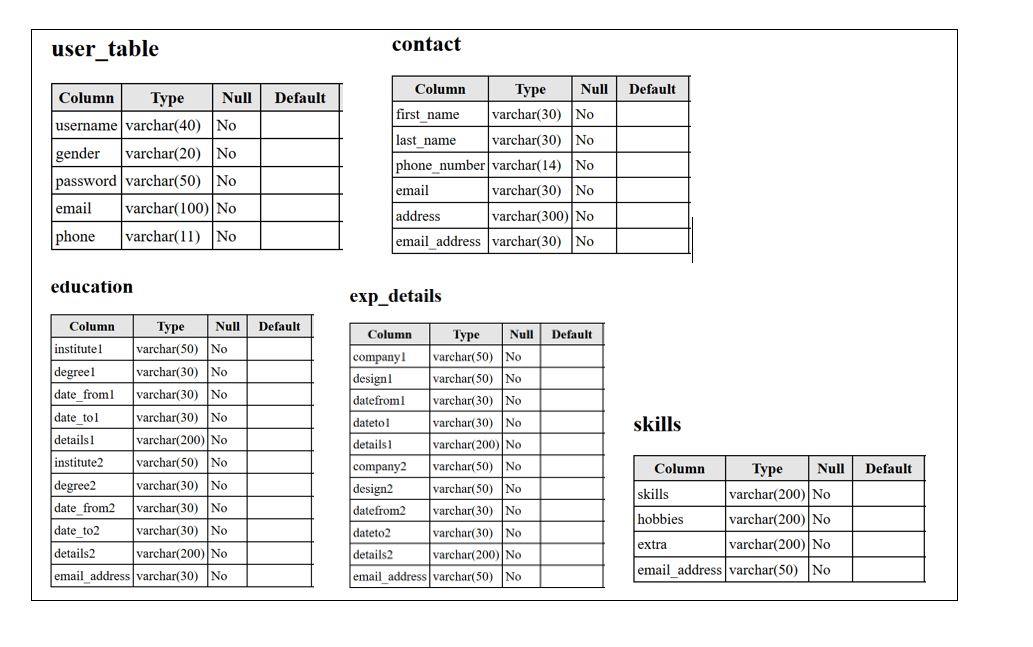 user_table
Column Type Null Default
username varchar(40) No
gender varchar(20) No
password varchar(50) No
email varchar(100) No
phone varchar(11) No
contact
Column Type Null Default
first_name varchar(30) No
last_name varchar(30) No
phone_number varchar(14) No
email varchar(30) No
address varchar(300) No
email_address varchar(30) No
education
Column Type Null Default
institute1 varchar(50) No
degree1 varchar(30) No
date_from1 varchar(30) No
date_to1 varchar(30) No
details1 varchar(200) No
institute2 varchar(50) No
degree2 varchar(30) No
date_from2 varchar(30) No
date_to2 varchar(30) No
details2 varchar(200) No
email_address varchar(30) No
exp_details
Column Type Null Default
company1 varchar(50) No
design1 varchar(50) No
datefrom1 varchar(30) No
dateto1 varchar(30) No
details1 varchar(200) No
company2 varchar(50) No
design2 varchar(50) No
datefrom2 varchar(30) No
dateto2 varchar(30) No
details2 varchar(200) No
email_address varchar(50) No
skills
Column Type Null Default
skills varchar(200) No
hobbies varchar(200) No
extra varchar(200) No
email_address varchar(50) No